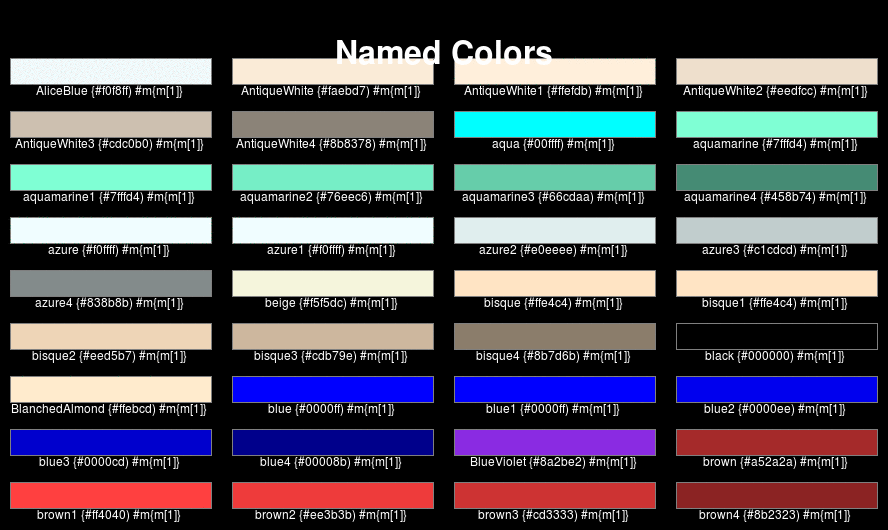 Named Colors
AliceBlue {#f0f8ff) #m{m[1]} AntiqueWhite {#faebd7) #m{m[1]} AntiqueWhite1 {#ffefdb) #m{m[1]} AntiqueWhite2 {#eedfcc) #m{m[1]}
AntiqueWhite3 {#cdc0b0) #m{m[1]} AntiqueWhite4 {#8b8378) #m{m[1]} aqua {#00ffff) #m{m[1]} aquamarine {#7fffd4) #m{m[1]}
aquamarine1 {#7fffd4) #m{m[1]} aquamarine2 {#76eec6) #m{m[1]} aquamarine3 {#66cdaa) #m{m[1]} aquamarine4 {#458b74) #m{m[1]}
azure {#f0ffff) #m{m[1]} azure1 {#f0ffff) #m{m[1]} azure2 {#e0eeee) #m{m[1]} azure3 {#c1cdcd) #m{m[1]}
azure4 {#838b8b) #m{m[1]} beige {#f5f5dc) #m{m[1]} bisque {#ffe4c4) #m{m[1]} bisque1 {#ffe4c4) #m{m[1]}
bisque2 {#eed5b7) #m{m[1]} bisque3 {#cdb79e) #m{m[1]} bisque4 {#8b7d6b) #m{m[1]} black {#000000) #m{m[1]}
BlanchedAlmond {#ffebcd) #m{m[1]} blue {#0000ff) #m{m[1]} blue1 {#0000ff) #m{m[1]} blue2 {#0000ee) #m{m[1]}
blue3 {#0000cd) #m{m[1]} blue4 {#00008b) #m{m[1]} BlueViolet {#8a2be2) #m{m[1]} brown {#a52a2a) #m{m[1]}
brown1 {#ff4040) #m{m[1]} brown2 {#ee3b3b) #m{m[1]} brown3 {#cd3333) #m{m[1]} brown4 {#8b2323) #m{m[1]}